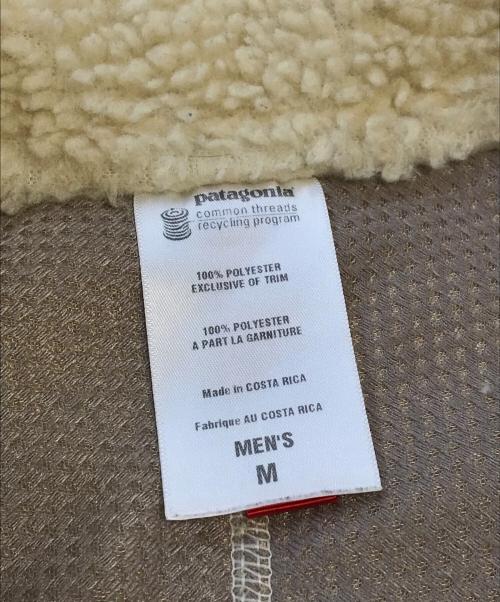 patagonia
common threads
recycling program
100% POLYESTER
EXCLUSIVE OF TRIM
100% POLYESTER
A PART LA GARNITURE
Made in COSTA RICA
Fabrique AU COSTA RICA
MEN'S
M